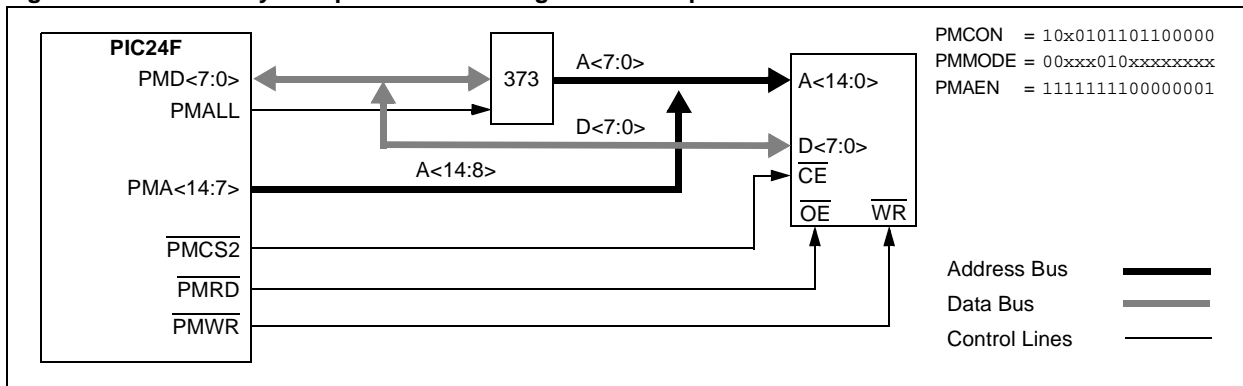 PIC24F
PMD<7:0>
PMALL
PMA<14:7>
PMCS2
PMRD
PMWR
373
A<7:0>
D<7:0>
A<14:8>
A<14:0>
D<7:0>
CE
OE WR
PMCON = 10x0101101100000
PMMODE = 00xxx010xxxxxxxx
PMAEN = 1111111100000001
Address Bus
Data Bus
Control Lines